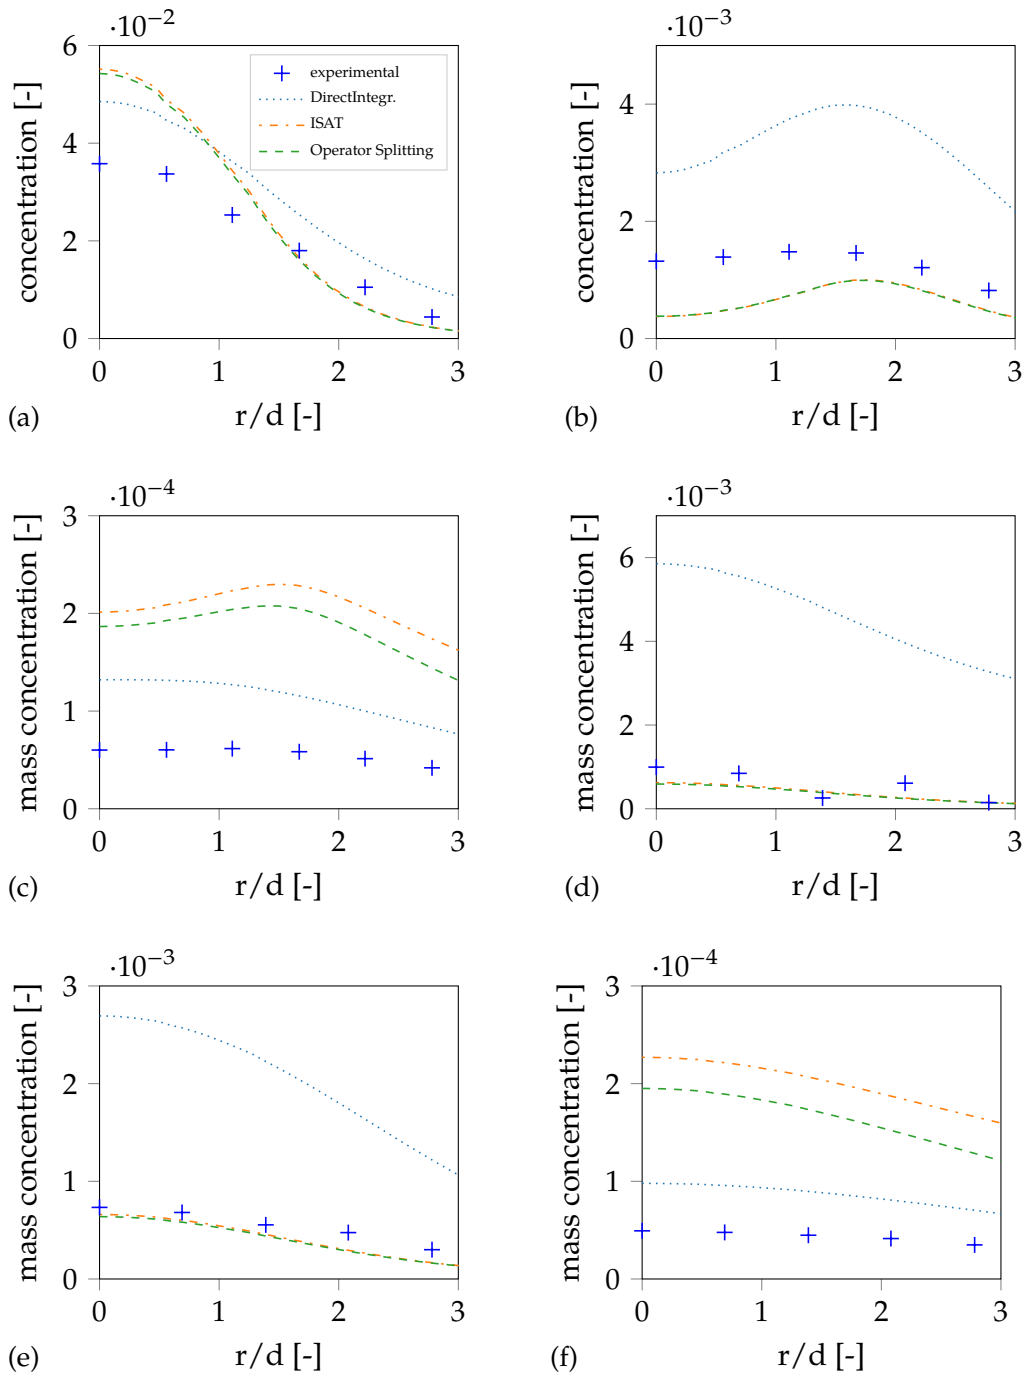 ·10⁻²
concentration [-]
6
4
2
0
0 1 2 3
r/d [-]
(a)
experimental
DirectIntegr.
ISAT
Operator Splitting
·10⁻³
concentration [-]
4
2
0
0 1 2 3
r/d [-]
(b)
·10⁻⁴
mass concentration [-]
3
2
1
0
0 1 2 3
r/d [-]
(c)
·10⁻³
mass concentration [-]
6
4
2
0
0 1 2 3
r/d [-]
(d)
·10⁻³
mass concentration [-]
3
2
1
0
0 1 2 3
r/d [-]
(e)
·10⁻⁴
mass concentration [-]
3
2
1
0
0 1 2 3
r/d [-]
(f)